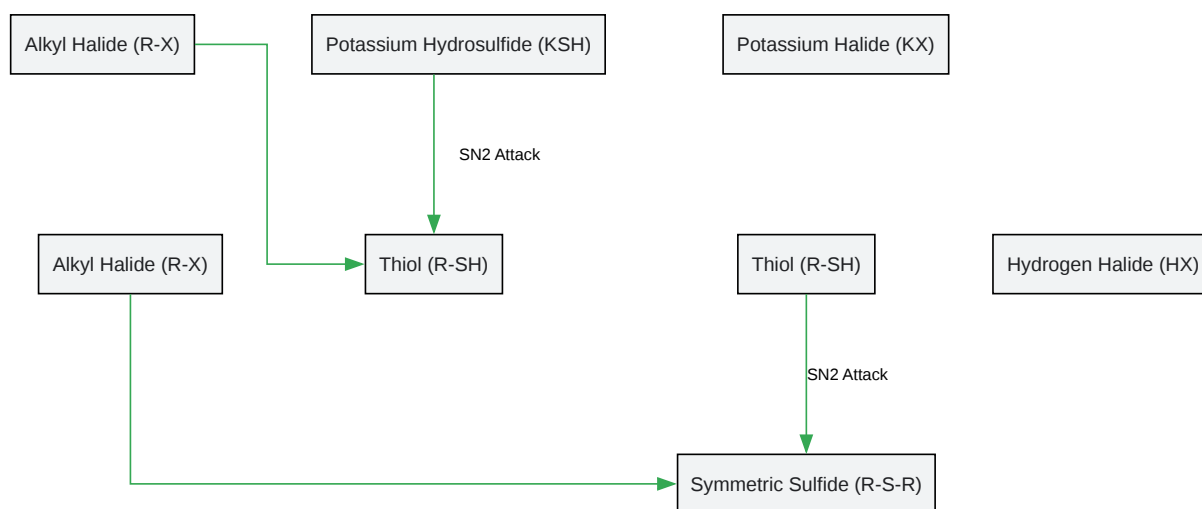 Alkyl Halide (R-X)
Potassium Hydrosulfide (KSH)
Potassium Halide (KX)
SN2 Attack
Alkyl Halide (R-X)
Thiol (R-SH)
Thiol (R-SH)
Hydrogen Halide (HX)
SN2 Attack
Symmetric Sulfide (R-S-R)